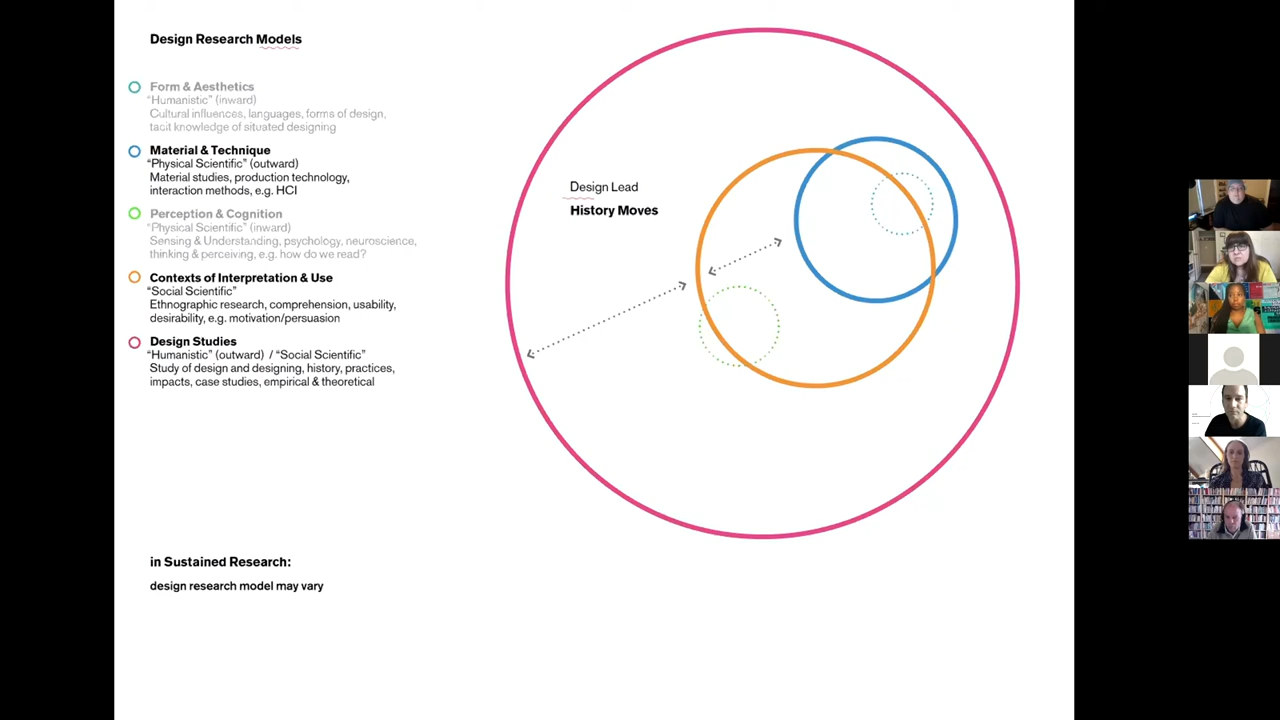 Design Research Models
Form & Aesthetics
“Humanistic” (inward)
Cultural influences, languages, forms of design,
tacit knowledge of situated designing
Material & Technique
“Physical Scientific” (outward)
Material studies, production technology,
interaction methods, e.g. HCI
Perception & Cognition
“Physical Scientific” (inward)
Sensing & Understanding, psychology, neuroscience,
thinking & perceiving, e.g. how do we read?
Contexts of Interpretation & Use
“Social Scientific”
Ethnographic research, comprehension, usability,
desirability, e.g. motivation/persuasion
Design Studies
“Humanistic” (outward) / “Social Scientific”
Study of design and designing, history, practices,
impacts, case studies, empirical & theoretical
in Sustained Research:
design research model may vary
Design Lead
History Moves